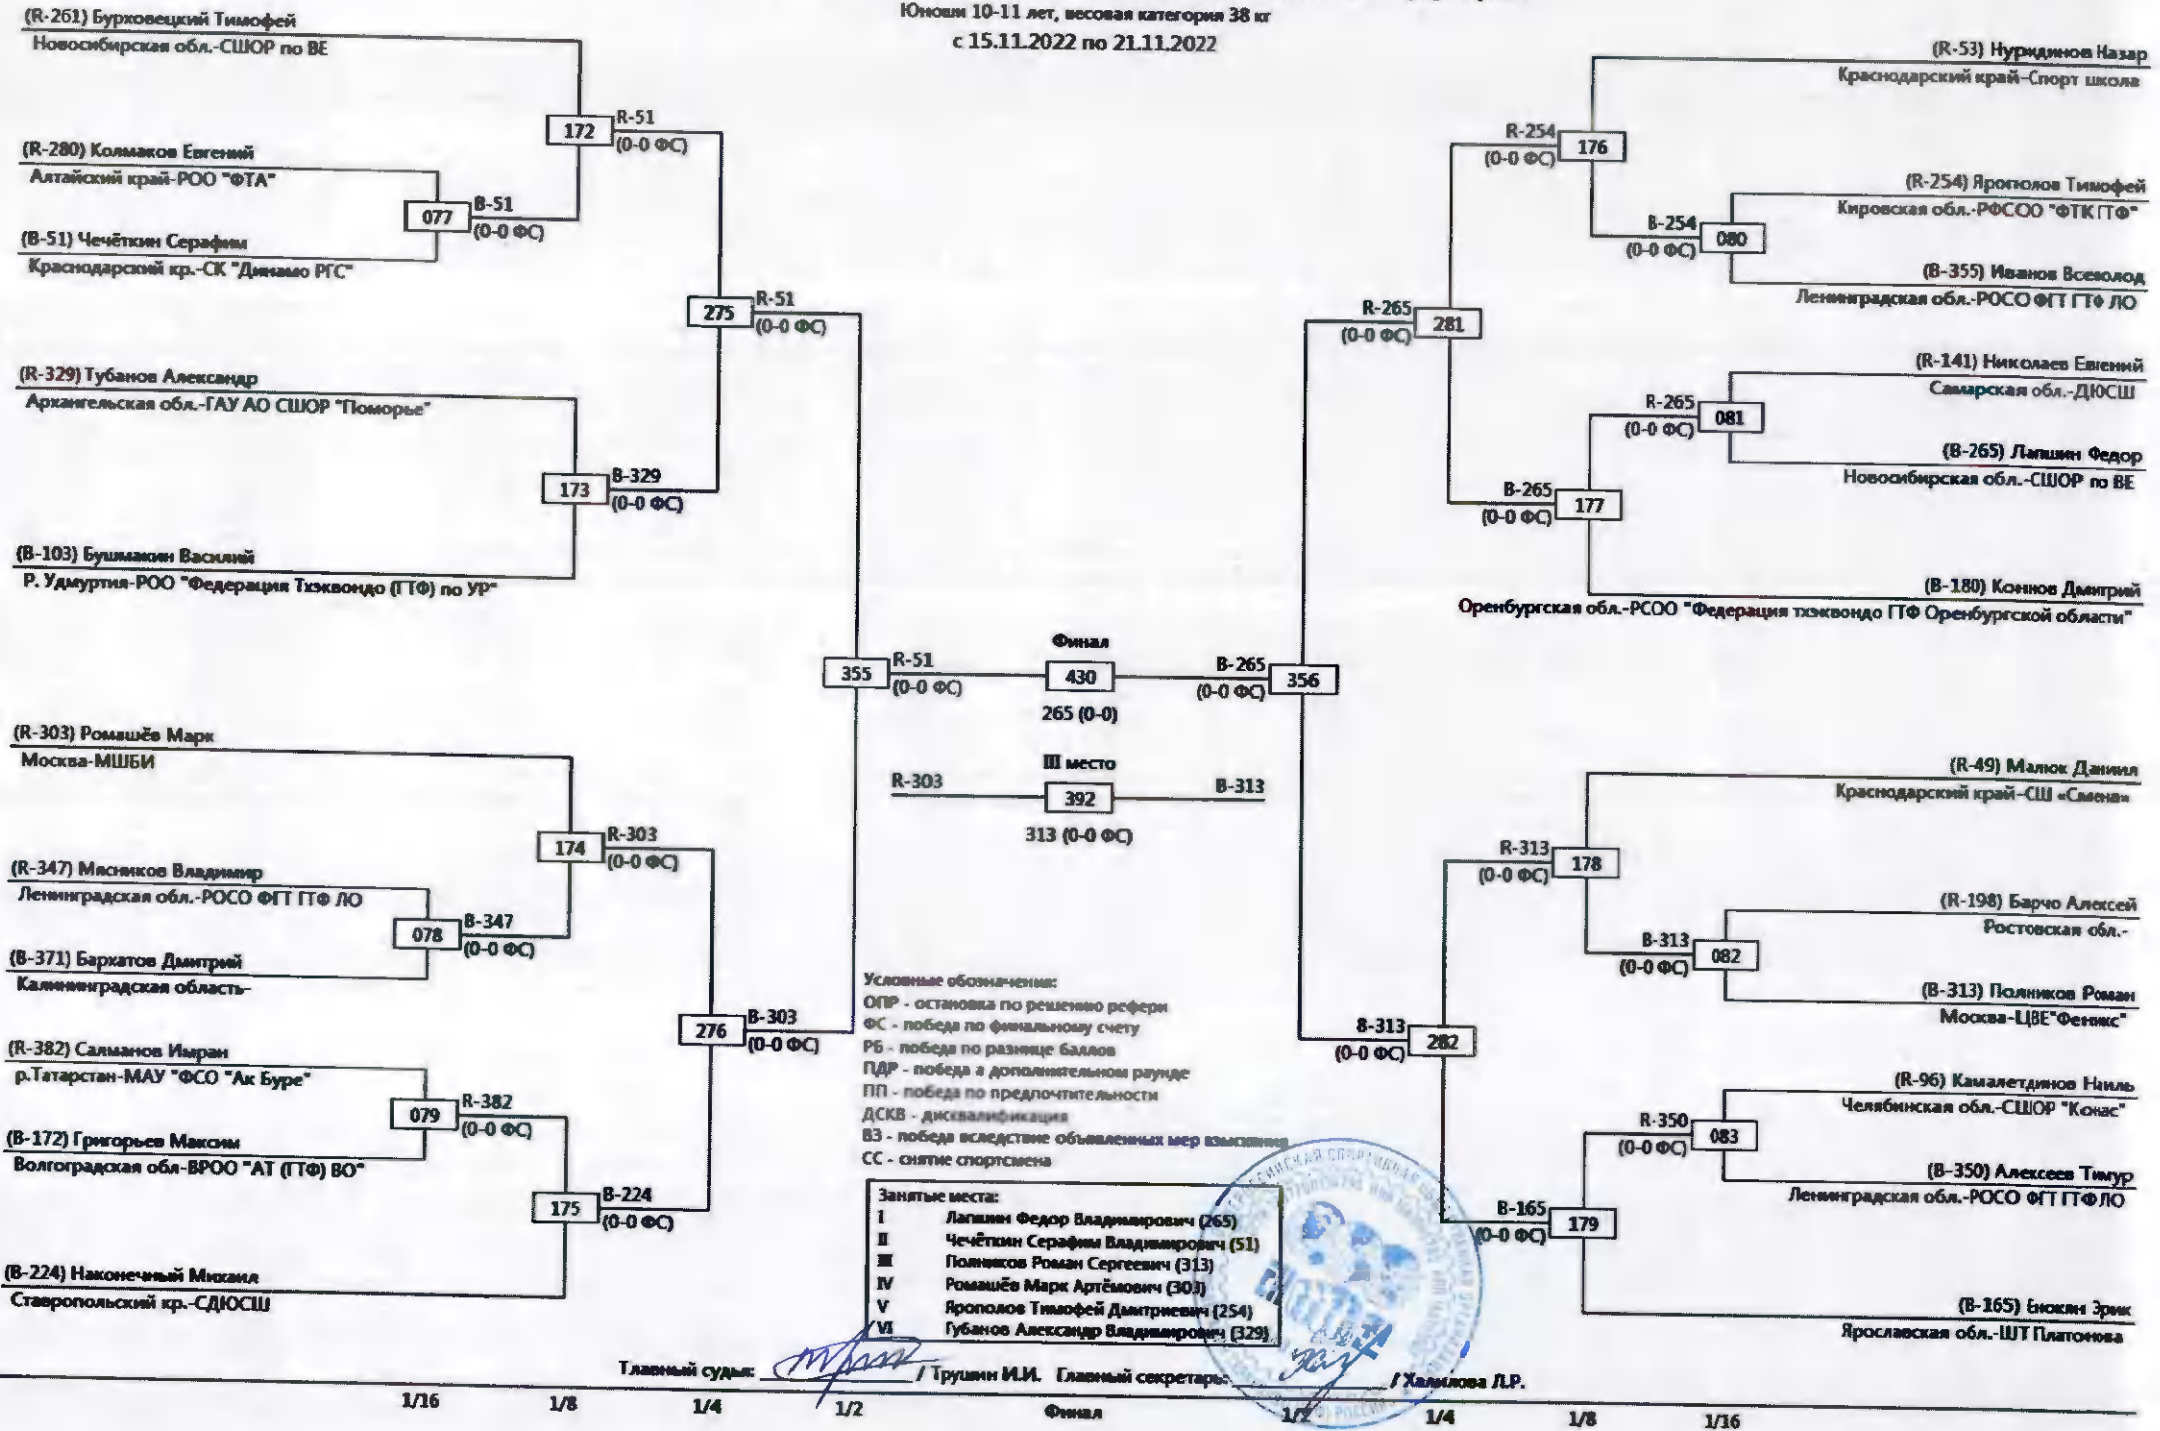 Юноши 10-11 лет, весовая категория 38 кг
с 15.11.2022 по 21.11.2022
(R-261) Бурховецкий Тимофей
Новосибирская обл.-СШОР по ВЕ
172
R-51
(0-0 ФС)
(R-280) Колмаков Евгений
Алтайский край-РОО "ФТА"
077
B-51
(0-0 ФС)
(B-51) Чечёткин Серафим
Краснодарский кр.-СК "Динамо РГС"
275
R-51
(0-0 ФС)
(R-329) Губанов Александр
Архангельская обл.-ГАУ АО СШОР "Поморье"
173
B-329
(0-0 ФС)
(B-103) Бушмакин Василий
Р. Удмуртия-РОО "Федерация Тхэквондо (ГТФ) по УР"
355
R-51
(0-0 ФС)
(R-303) Ромашёв Марк
Москва-МШБИ
174
R-303
(0-0 ФС)
(R-347) Мясников Владимир
Ленинградская обл.-РОСО ФГТ ГТФ ЛО
078
B-347
(0-0 ФС)
(B-371) Бархатов Дмитрий
Калининградская область-
276
B-303
(0-0 ФС)
(R-382) Салманов Имран
р.Татарстан-МАУ "ФСО "Ак Буре"
079
R-382
(0-0 ФС)
(B-172) Григорьев Максим
Волгоградская обл-ВРОО "АТ (ГТФ) ВО"
175
B-224
(0-0 ФС)
(B-224) Наконечный Михаил
Ставропольский кр.-СДЮСШ
Финал
430
265 (0-0)
III место
R-303
392
B-313
313 (0-0 ФС)
(R-53) Нуридинов Назар
Краснодарский край-Спорт школа
R-254
(0-0 ФС)
176
(R-254) Ярополов Тимофей
Кировская обл.-РФСОО "ФТК ГТФ"
B-254
(0-0 ФС)
080
(B-355) Иванов Всеволод
Ленинградская обл.-РОСО ФГТ ГТФ ЛО
R-265
(0-0 ФС)
281
(R-141) Николаев Евгений
Самарская обл.-ДЮСШ
R-265
(0-0 ФС)
081
(B-265) Лапшин Федор
Новосибирская обл.-СШОР по ВЕ
B-265
(0-0 ФС)
177
(B-180) Коннов Дмитрий
Оренбургская обл.-РСОО "Федерация тхэквондо ГТФ Оренбургской области"
B-265
(0-0 ФС)
356
(R-49) Малюк Даниил
Краснодарский край-СШ «Смена»
R-313
(0-0 ФС)
178
(R-198) Барчо Алексей
Ростовская обл.-
B-313
(0-0 ФС)
082
(B-313) Полников Роман
Москва-ЦВЕ"Феникс"
B-313
(0-0 ФС)
282
(R-96) Камалетдинов Наиль
Челябинская обл.-СШОР "Конас"
R-350
(0-0 ФС)
083
(B-350) Алексеев Тимур
Ленинградская обл.-РОСО ФГТ ГТФ ЛО
B-165
(0-0 ФС)
179
(B-165) Енокян Эрик
Ярославская обл.-ШТ Платонова
Условные обозначения:
ОПР - остановка по решению рефери
ФС - победа по финальному счету
РБ - победа по разнице баллов
ПДР - победа в дополнительном раунде
ПП - победа по предпочтительности
ДСКВ - дисквалификация
ВЗ - победа вследствие объявленных мер взыскания
СС - снятие спортсмена
Занятые места:
I Лапшин Федор Владимирович (265)
II Чечёткин Серафим Владимирович (51)
III Полников Роман Сергеевич (313)
IV Ромашёв Марк Артёмович (303)
V Ярополов Тимофей Дмитриевич (254)
VI Губанов Александр Владимирович (329)
Главный судья: / Трушин И.И. Главный секретарь: / Халилова Л.Р.
1/16 1/8 1/4 1/2 Финал 1/2 1/4 1/8 1/16